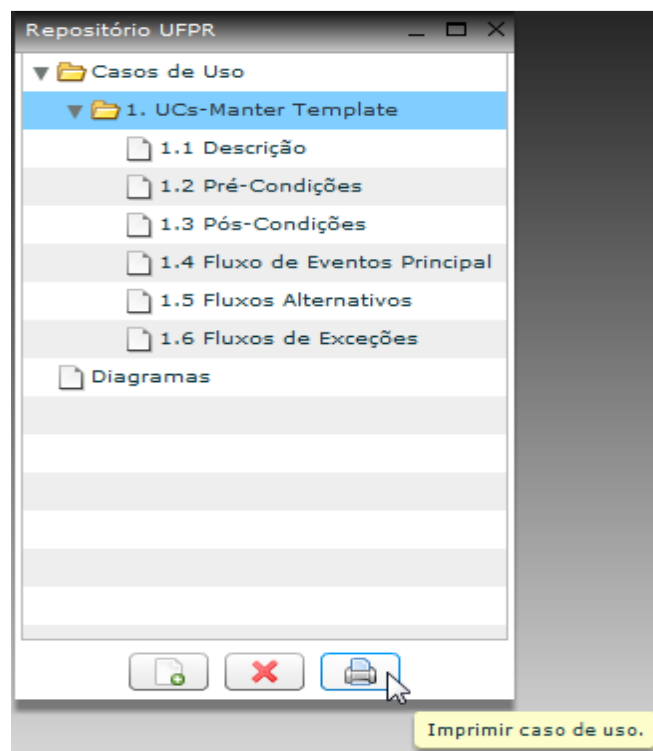 Repositório UFPR
Casos de Uso
1. UCs-Manter Template
1.1 Descrição
1.2 Pré-Condições
1.3 Pós-Condições
1.4 Fluxo de Eventos Principal
1.5 Fluxos Alternativos
1.6 Fluxos de Exceções
Diagramas
Imprimir caso de uso.